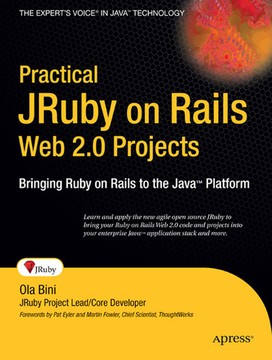 THE EXPERT'S VOICE® IN JAVA™ TECHNOLOGY
Practical
JRuby on Rails
Web 2.0 Projects
Bringing Ruby on Rails to the Java™ Platform
Learn and apply the new agile open source JRuby to
bring your Ruby on Rails Web 2.0 code and projects into
your enterprise Java™ application stack and more.
JRuby
Ola Bini
JRuby Project Lead/Core Developer
Forewords by Pat Eyler and Martin Fowler, Chief Scientist, ThoughtWorks
Apress®